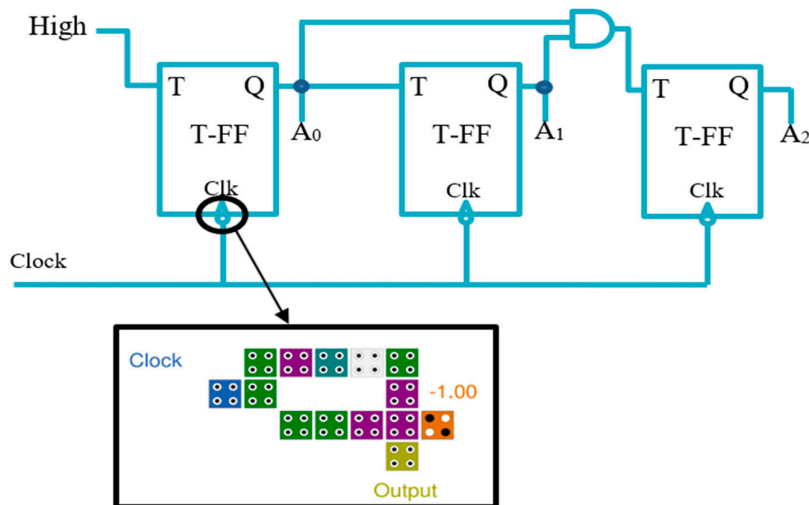 High
T Q
T-FF
Clk
A0
T Q
T-FF
Clk
A1
T Q
T-FF
Clk
A2
Clock
Clock
-1.00
Output